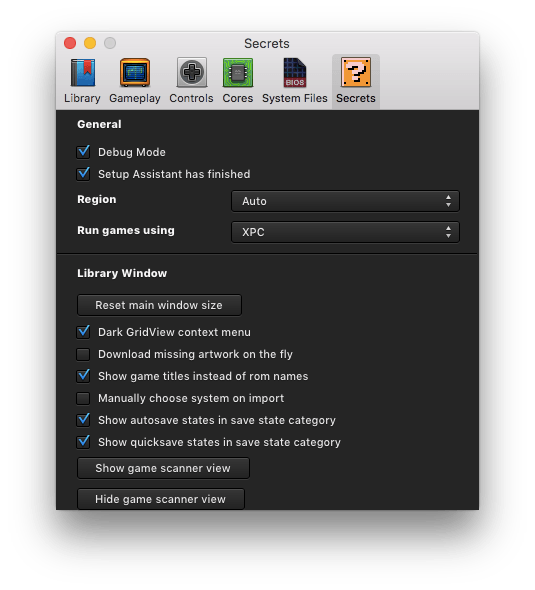 Secrets
Library Gameplay Controls Cores System Files Secrets
BIOS
General
Debug Mode
Setup Assistant has finished
Region Auto
Run games using XPC
Library Window
Reset main window size
Dark GridView context menu
Download missing artwork on the fly
Show game titles instead of rom names
Manually choose system on import
Show autosave states in save state category
Show quicksave states in save state category
Show game scanner view
Hide game scanner view